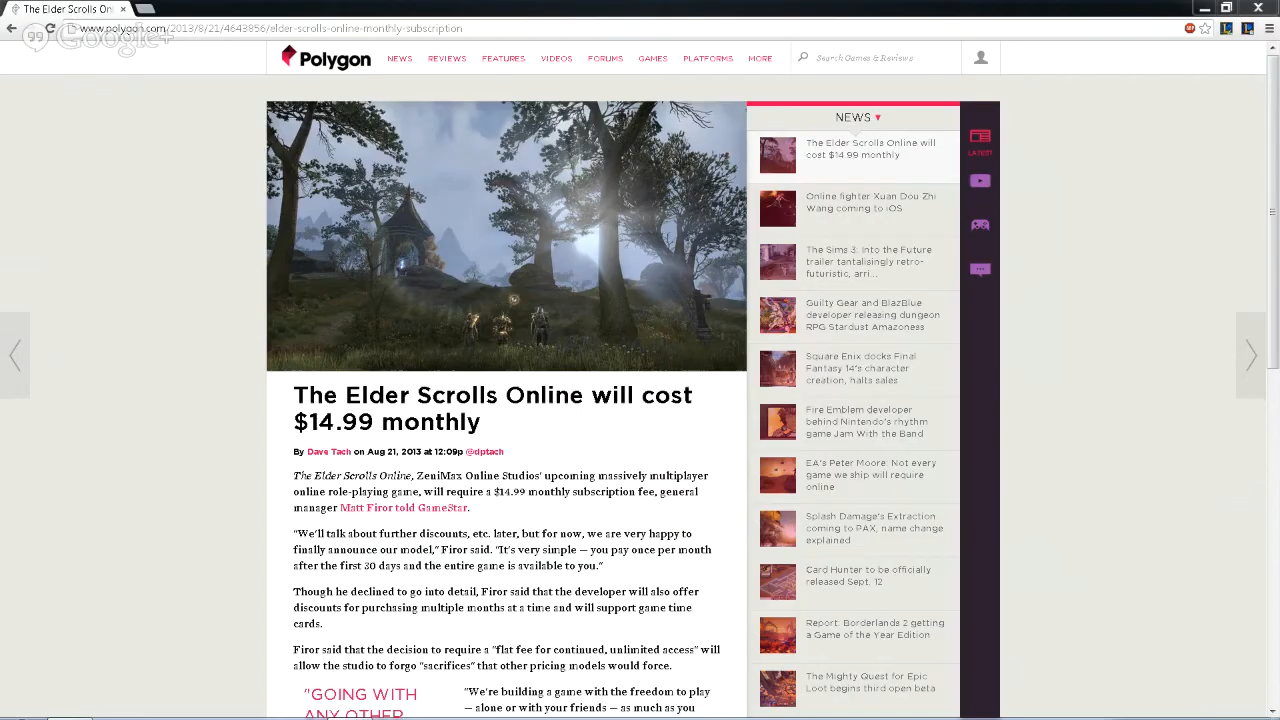 The Elder Scrolls Online
www.polygon.com/2013/8/21/4643856/elder-scrolls-online-monthly-subscription
Google+
Polygon
NEWS REVIEWS FEATURES VIDEOS FORUMS GAMES PLATFORMS MORE
Search Games & Reviews
NEWS
LATEST
The Elder Scrolls Online will
cost $14.99 monthly
Online fighter Xuan Dou Zhi
Wang coming to iOS
The Sims 3: Into the Future
trailer tantalisingly retro-
futuristic, arri...
Guilty Gear and BlazBlue
developer releasing dungeon
RPG Stardust Amazoness
Square Enix docks Final
Fantasy 14's character
creation, halts sales
Fire Emblem developer
behind Nintendo's rhythm
game Jam With the Band
EA's Peter Moore: Not every
game we ship will require
online
Splash Damage's Extraction
coming to PAX, name change
explained
Card Hunter to be officially
released Sept. 12
Report: Borderlands 2 getting
a Game of the Year Edition
The Mighty Quest for Epic
Loot begins third open beta
The Elder Scrolls Online will cost
$14.99 monthly
By Dave Tach on Aug 21, 2013 at 12:09p @dptach
The Elder Scrolls Online, ZeniMax Online Studios' upcoming massively multiplayer
online role-playing game, will require a $14.99 monthly subscription fee, general
manager Matt Firor told GameStar.
"We'll talk about further discounts, etc. later, but for now, we are very happy to
finally announce our model," Firor said. "It's very simple — you pay once per month
after the first 30 days and the entire game is available to you."
Though he declined to go into detail, Firor said that the developer will also offer
discounts for purchasing multiple months at a time and will support game time
cards.
Firor said that the decision to require a "flat fee for continued, unlimited access" will
allow the studio to forgo "sacrifices" that other pricing models would force.
"GOING WITH
ANY OTHER
"We're building a game with the freedom to play
— alone or with your friends — as much as you